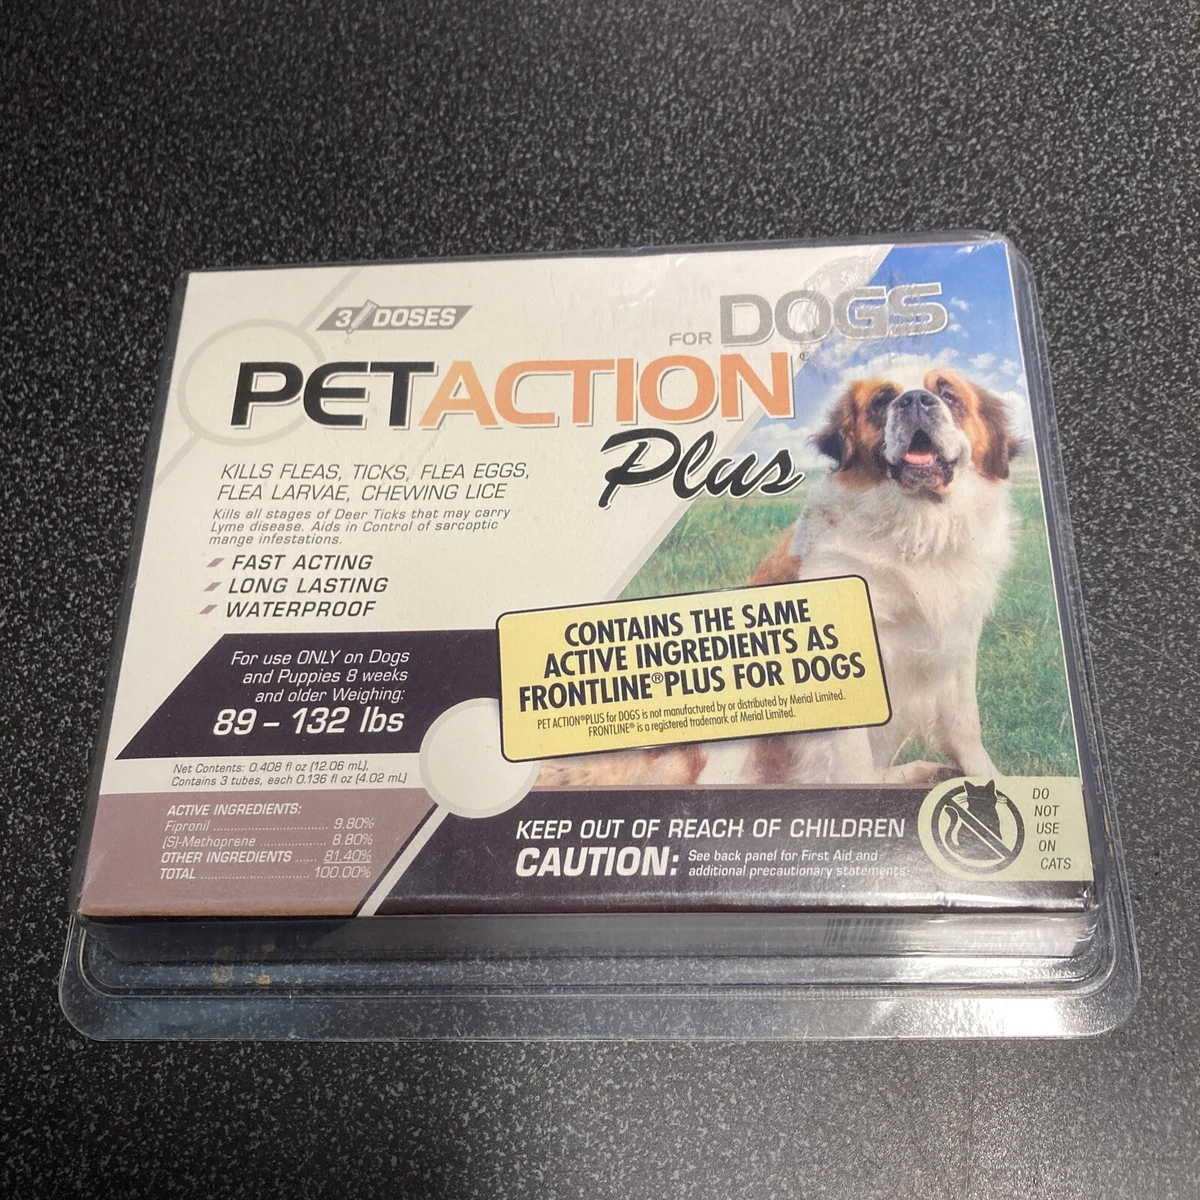 3 DOSES
FOR DOGS
PETACTION®
Plus
KILLS FLEAS, TICKS, FLEA EGGS,
FLEA LARVAE, CHEWING LICE
Kills all stages of Deer Ticks that may carry
Lyme disease. Aids in Control of sarcoptic
mange infestations.
FAST ACTING
LONG LASTING
WATERPROOF
For use ONLY on Dogs
and Puppies 8 weeks
and older Weighing:
89 – 132 lbs
Net Contents: 0.408 fl oz (12.06 mL),
Contains 3 tubes, each 0.136 fl oz (4.02 mL)
ACTIVE INGREDIENTS:
Fipronil .......................... 9.80%
(S)-Methoprene ................ 8.80%
OTHER INGREDIENTS ...... 81.40%
TOTAL .......................... 100.00%
CONTAINS THE SAME
ACTIVE INGREDIENTS AS
FRONTLINE® PLUS FOR DOGS
PET ACTION® PLUS for DOGS is not manufactured by or distributed by Merial Limited.
FRONTLINE® is a registered trademark of Merial Limited.
KEEP OUT OF REACH OF CHILDREN
CAUTION: See back panel for First Aid and
additional precautionary statements.
DO
NOT
USE
ON
CATS